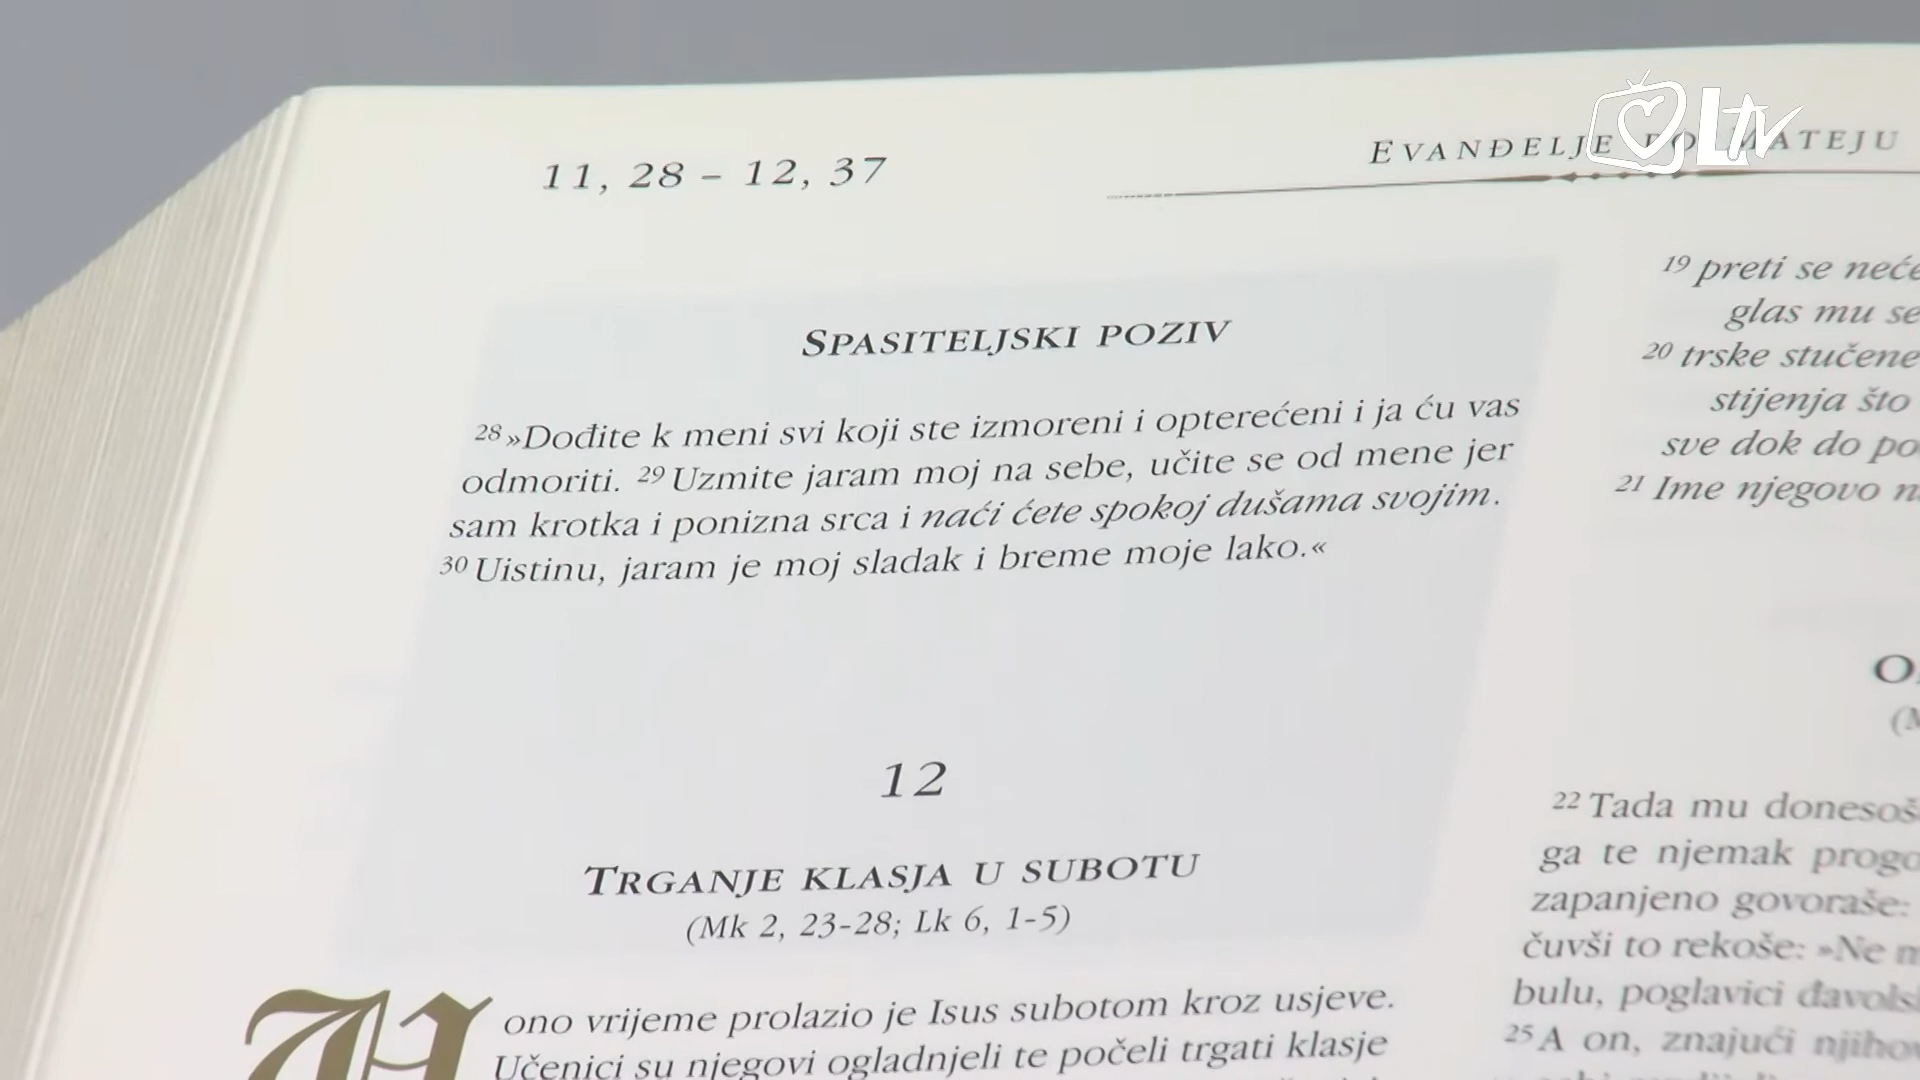 LTV
11, 28 – 12, 37
EVANĐELJE PO MATEJU
SPASITELJSKI POZIV
28 »Dođite k meni svi koji ste izmoreni i opterećeni i ja ću vas
odmoriti. 29 Uzmite jaram moj na sebe, učite se od mene jer
sam krotka i ponizna srca i naći ćete spokoj dušama svojim.
30 Uistinu, jaram je moj sladak i breme moje lako.«
12
TRGANJE KLASJA U SUBOTU
(Mk 2, 23-28; Lk 6, 1-5)
U ono vrijeme prolazio je Isus subotom kroz usjeve.
Učenici su njegovi ogladnjeli te počeli trgati klasje
19 preti se neće
glas mu se
20 trske stučene
stijenja što
sve dok do po
21 Ime njegovo
22 Tada mu donesoš
ga te njemak progo
zapanjeno govoraše:
čuvši to rekoše: »Ne
bulu, poglavici đavols
25 A on, znajući njihov